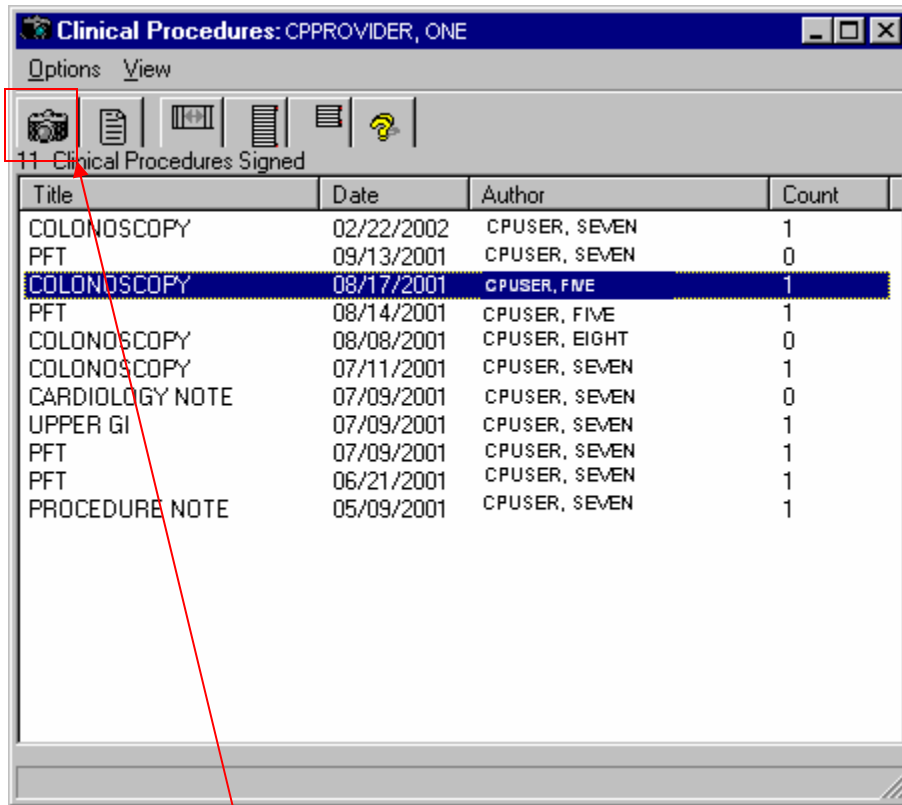 Clinical Procedures: CPPROVIDER, ONE
Options View
11 Clinical Procedures Signed
Title Date Author Count
COLONOSCOPY 02/22/2002 CPUSER, SEVEN 1
PFT 09/13/2001 CPUSER, SEVEN 0
COLONOSCOPY 08/17/2001 CPUSER, FIVE 1
PFT 08/14/2001 CPUSER, FIVE 1
COLONOSCOPY 08/08/2001 CPUSER, EIGHT 0
COLONOSCOPY 07/11/2001 CPUSER, SEVEN 1
CARDIOLOGY NOTE 07/09/2001 CPUSER, SEVEN 0
UPPER GI 07/09/2001 CPUSER, SEVEN 1
PFT 07/09/2001 CPUSER, SEVEN 1
PFT 06/21/2001 CPUSER, SEVEN 1
PROCEDURE NOTE 05/09/2001 CPUSER, SEVEN 1